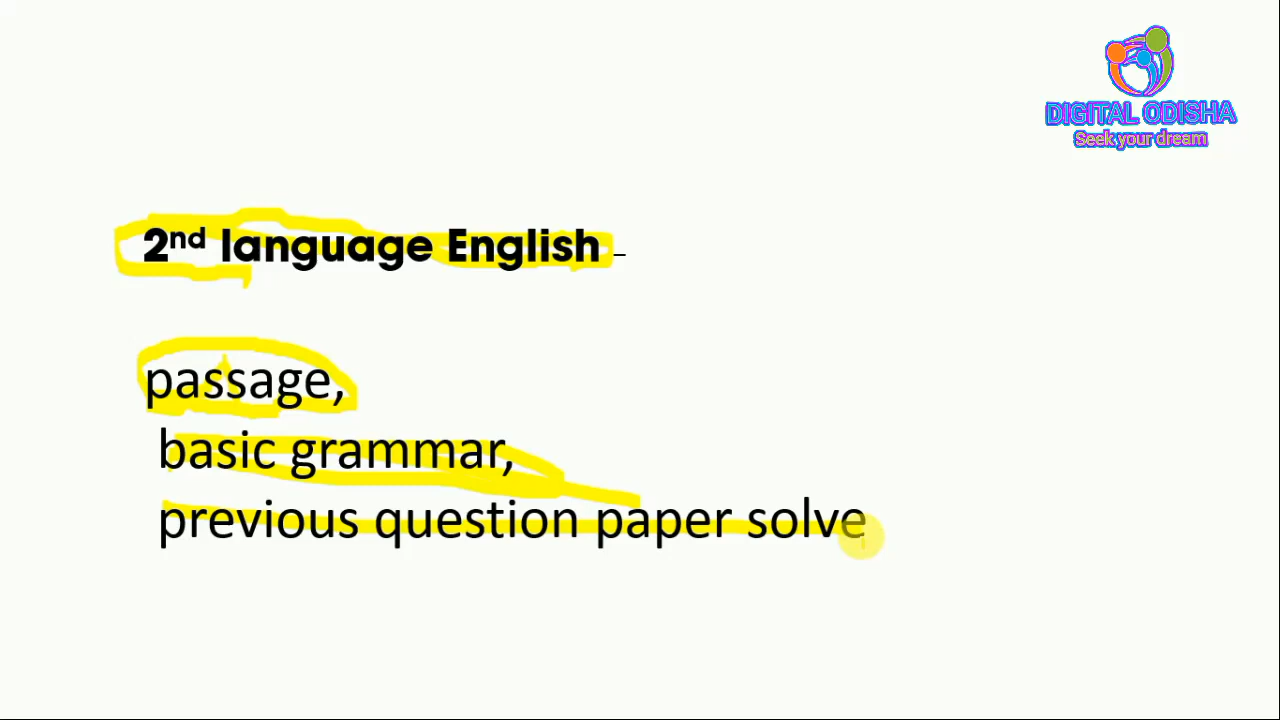 DIGITAL ODISHA
Seek your dream
2nd language English –
passage,
basic grammar,
previous question paper solve